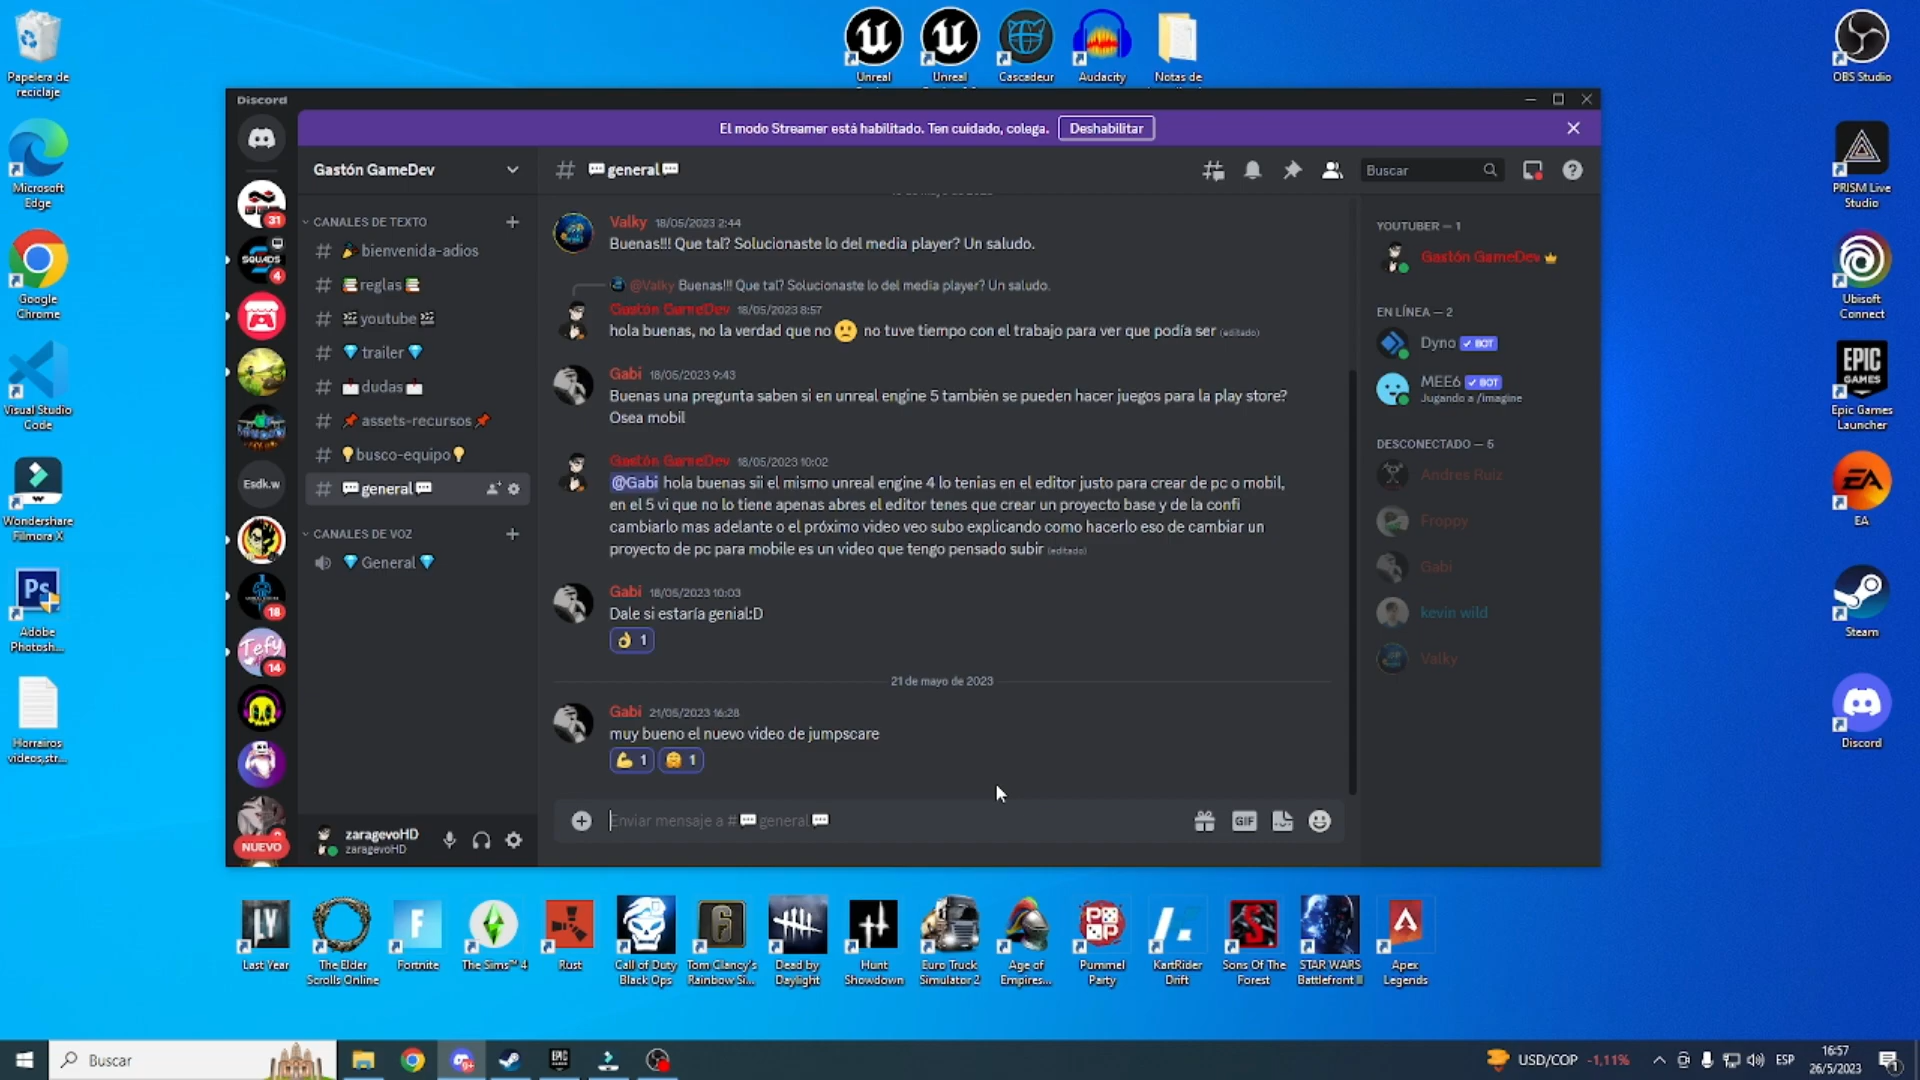 Papelera de
reciclaje
Unreal
Unreal
Cascadeur
Audacity
Notas de
OBS Studio
Discord
El modo Streamer está habilitado. Ten cuidado, colega.
Deshabilitar
Gastón GameDev
# 💬general💬
Buscar
CANALES DE TEXTO
# 🎉bienvenida-adios
# 📚reglas📚
# 🎬youtube🎬
# 💎trailer💎
# 📩dudas📩
# 📌assets-recursos📌
# 💡busco-equipo💡
# 💬general💬
CANALES DE VOZ
💎General💎
31
SQUADS
4
Esdk.w
18
Tefy
14
NUEVO
zaragevoHD
zaragevoHD
Valky 18/05/2023 2:44
Buenas!!! Que tal? Solucionaste lo del media player? Un saludo.
@Valky Buenas!!! Que tal? Solucionaste lo del media player? Un saludo.
Gastón GameDev 18/05/2023 8:57
hola buenas, no la verdad que no 🙁 no tuve tiempo con el trabajo para ver que podía ser (editado)
Gabi 18/05/2023 9:43
Buenas una pregunta saben si en unreal engine 5 también se pueden hacer juegos para la play store?
Osea mobil
Gastón GameDev 18/05/2023 10:02
@Gabi hola buenas sii el mismo unreal engine 4 lo tenias en el editor justo para crear de pc o mobil,
en el 5 vi que no lo tiene apenas abres el editor tenes que crear un proyecto base y de la confi
cambiarlo mas adelante o el próximo video veo subo explicando como hacerlo eso de cambiar un
proyecto de pc para mobile es un video que tengo pensado subir (editado)
Gabi 18/05/2023 10:03
Dale si estaría genial:D
👌 1
21 de mayo de 2023
Gabi 21/05/2023 16:28
muy bueno el nuevo video de jumpscare
💪 1 🤗 1
Enviar mensaje a #💬general💬
GIF
YOUTUBER — 1
Gastón GameDev
EN LÍNEA — 2
Dyno ✓ BOT
MEE6 ✓ BOT
Jugando a /imagine
DESCONECTADO — 5
Andres Ruiz
Froppy
Gabi
kevin wild
Valky
Microsoft
Edge
Google
Chrome
Visual Studio
Code
Wondershare
Filmora X
Ps
Adobe
Photosh...
Horrairos
videos,str...
PRISM Live
Studio
Ubisoft
Connect
EPIC
GAMES
Epic Games
Launcher
EA
EA
Steam
Discord
LY
Last Year
The Elder
Scrolls Online
F
Fortnite
The Sims™ 4
Rust
Call of Duty
Black Ops
6
Tom Clancy's
Rainbow Si...
Dead by
Daylight
Hunt
Showdown
Euro Truck
Simulator 2
Age of
Empires...
Pummel
Party
KartRider
Drift
Sons Of The
Forest
STAR WARS
Battlefront II
Apex
Legends
Buscar
USD/COP -1,11%
ESP
16:57
26/5/2023
1